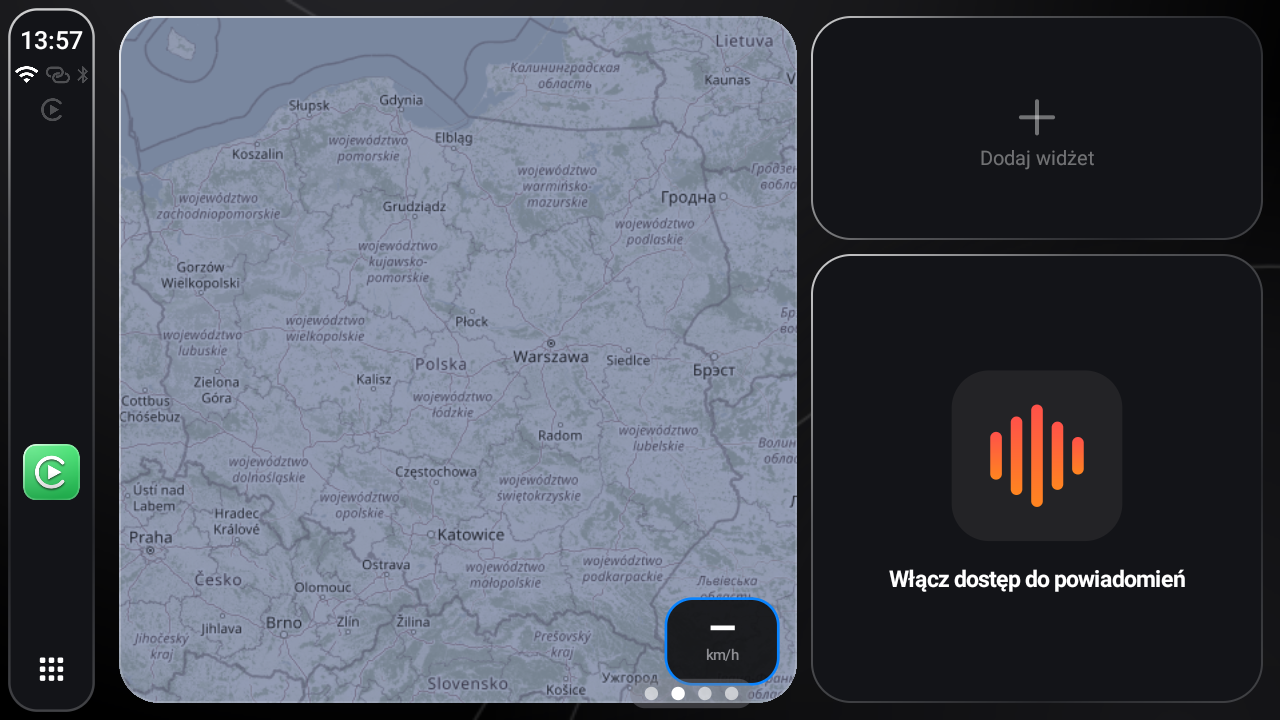 13:57
Lietuva
Калининградская
область
Kaunas
Słupsk
Gdynia
województwo
pomorskie
Elbląg
Koszalin
województwo
warmińsko-
mazurskie
województwo
zachodniopomorskie
Grudziądz
Гродна
województwo
podlaskie
województwo
kujawsko-
pomorskie
Gorzów
Wielkopolski
województwo
wielkopolskie
Płock
województwo
lubuskie
Warszawa
Siedlce
Polska
Брэст
Zielona
Góra
Kalisz
województwo
łódzkie
Cottbus
Chóśebuz
Radom
województwo
lubelskie
województwo
dolnośląskie
Częstochowa
województwo
świętokrzyskie
Ústí nad
Labem
województwo
opolskie
Hradec
Králové
Praha
Katowice
Ostrava
województwo
małopolskie
województwo
podkarpackie
Česko
Olomouc
Львівська
область
Brno
Zlín
Žilina
Jihlava
Jihočeský
kraj
Prešovský
kraj
Slovensko
Košice
Ужгород
km/h
Dodaj widżet
Włącz dostęp do powiadomień